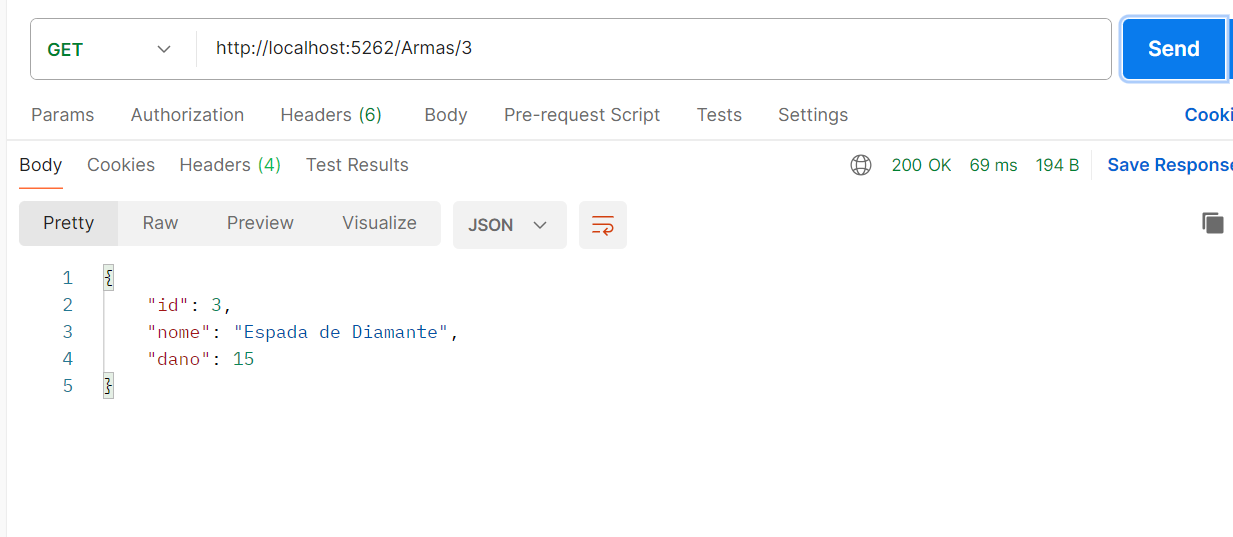 GET http://localhost:5262/Armas/3 Send
Params Authorization Headers (6) Body Pre-request Script Tests Settings Cooki
Body Cookies Headers (4) Test Results 200 OK 69 ms 194 B Save Response
Pretty Raw Preview Visualize JSON
1 {
2 "id": 3,
3 "nome": "Espada de Diamante",
4 "dano": 15
5 }